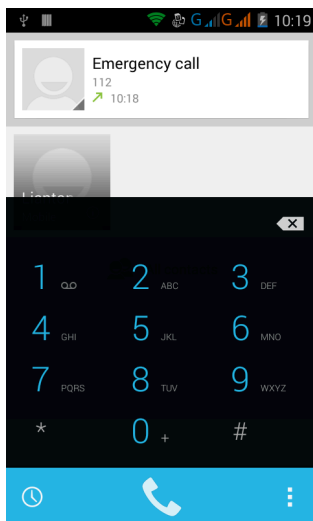 G G 10:19
Emergency call
112
10:18
1 2 ABC 3 DEF
4 GHI 5 JKL 6 MNO
7 PQRS 8 TUV 9 WXYZ
* 0 + #